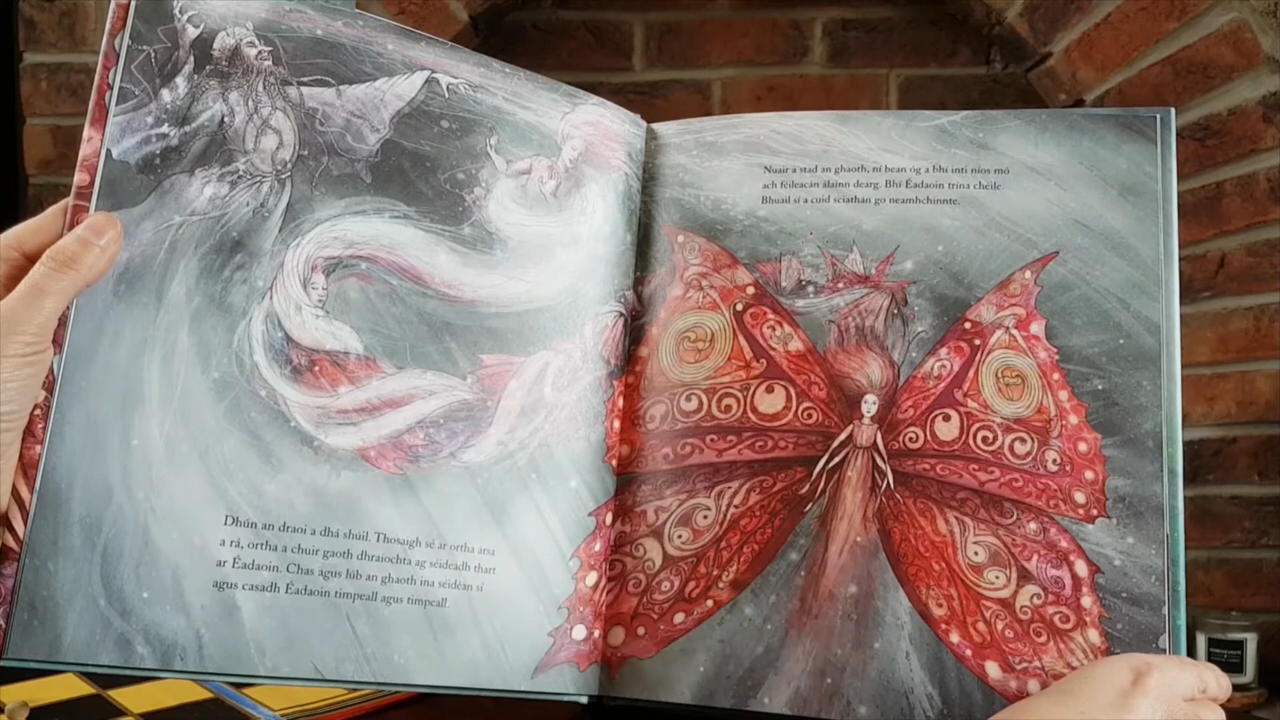 Dhún an draoi a dhá shúil. Thosaigh sé ar ortha ársa
a rá, ortha a chuir gaoth dhraíochta ag séideadh thart
ar Éadaoin. Chas agus lúb an ghaoth ina séideán sí
agus casadh Éadaoin timpeall agus timpeall.
Nuair a stad an ghaoth, ní bean óg a bhí inti níos mó
ach féileacán álainn dearg. Bhí Éadaoin trína chéile.
Bhuail sí a cuid sciathán go neamhchinnte.